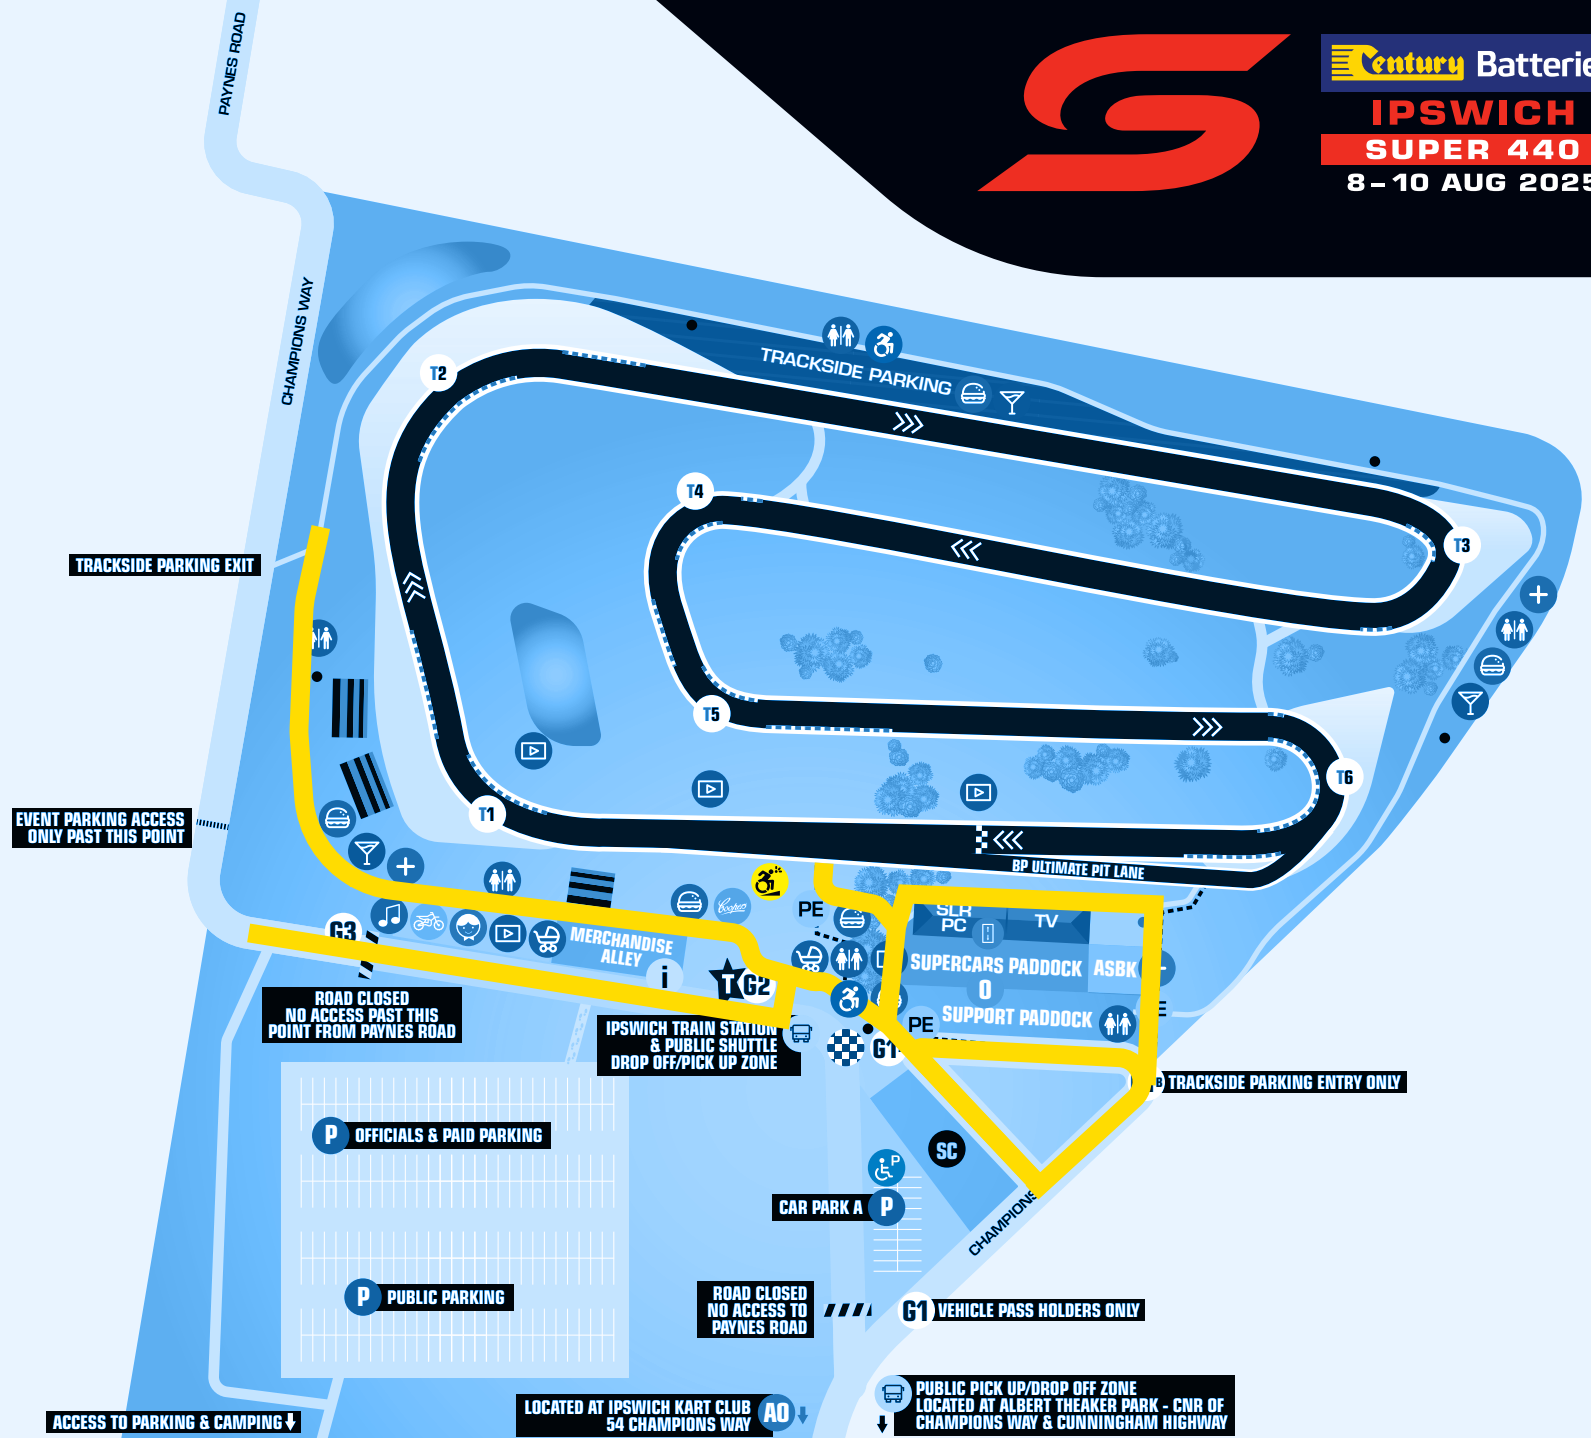 PAYNES ROAD
Century Batterie
IPSWICH
SUPER 440
8–10 AUG 2025
CHAMPIONS WAY
TRACKSIDE PARKING
T2
T4
T3
TRACKSIDE PARKING EXIT
T5
T6
T1
EVENT PARKING ACCESS
ONLY PAST THIS POINT
BP ULTIMATE PIT LANE
Coopers
PE
SLR
PC
TV
G3
MERCHANDISE
ALLEY
i
T
G2
SUPERCARS PADDOCK
ASBK
O
SUPPORT PADDOCK
PE
ROAD CLOSED
NO ACCESS PAST THIS
POINT FROM PAYNES ROAD
IPSWICH TRAIN STATION
& PUBLIC SHUTTLE
DROP OFF/PICK UP ZONE
G1
B
TRACKSIDE PARKING ENTRY ONLY
P
OFFICIALS & PAID PARKING
SC
P
CAR PARK A
P
CHAMPIONS
P
PUBLIC PARKING
ROAD CLOSED
NO ACCESS TO
PAYNES ROAD
G1
VEHICLE PASS HOLDERS ONLY
ACCESS TO PARKING & CAMPING
LOCATED AT IPSWICH KART CLUB
54 CHAMPIONS WAY
AO
PUBLIC PICK UP/DROP OFF ZONE
LOCATED AT ALBERT THEAKER PARK - CNR OF
CHAMPIONS WAY & CUNNINGHAM HIGHWAY